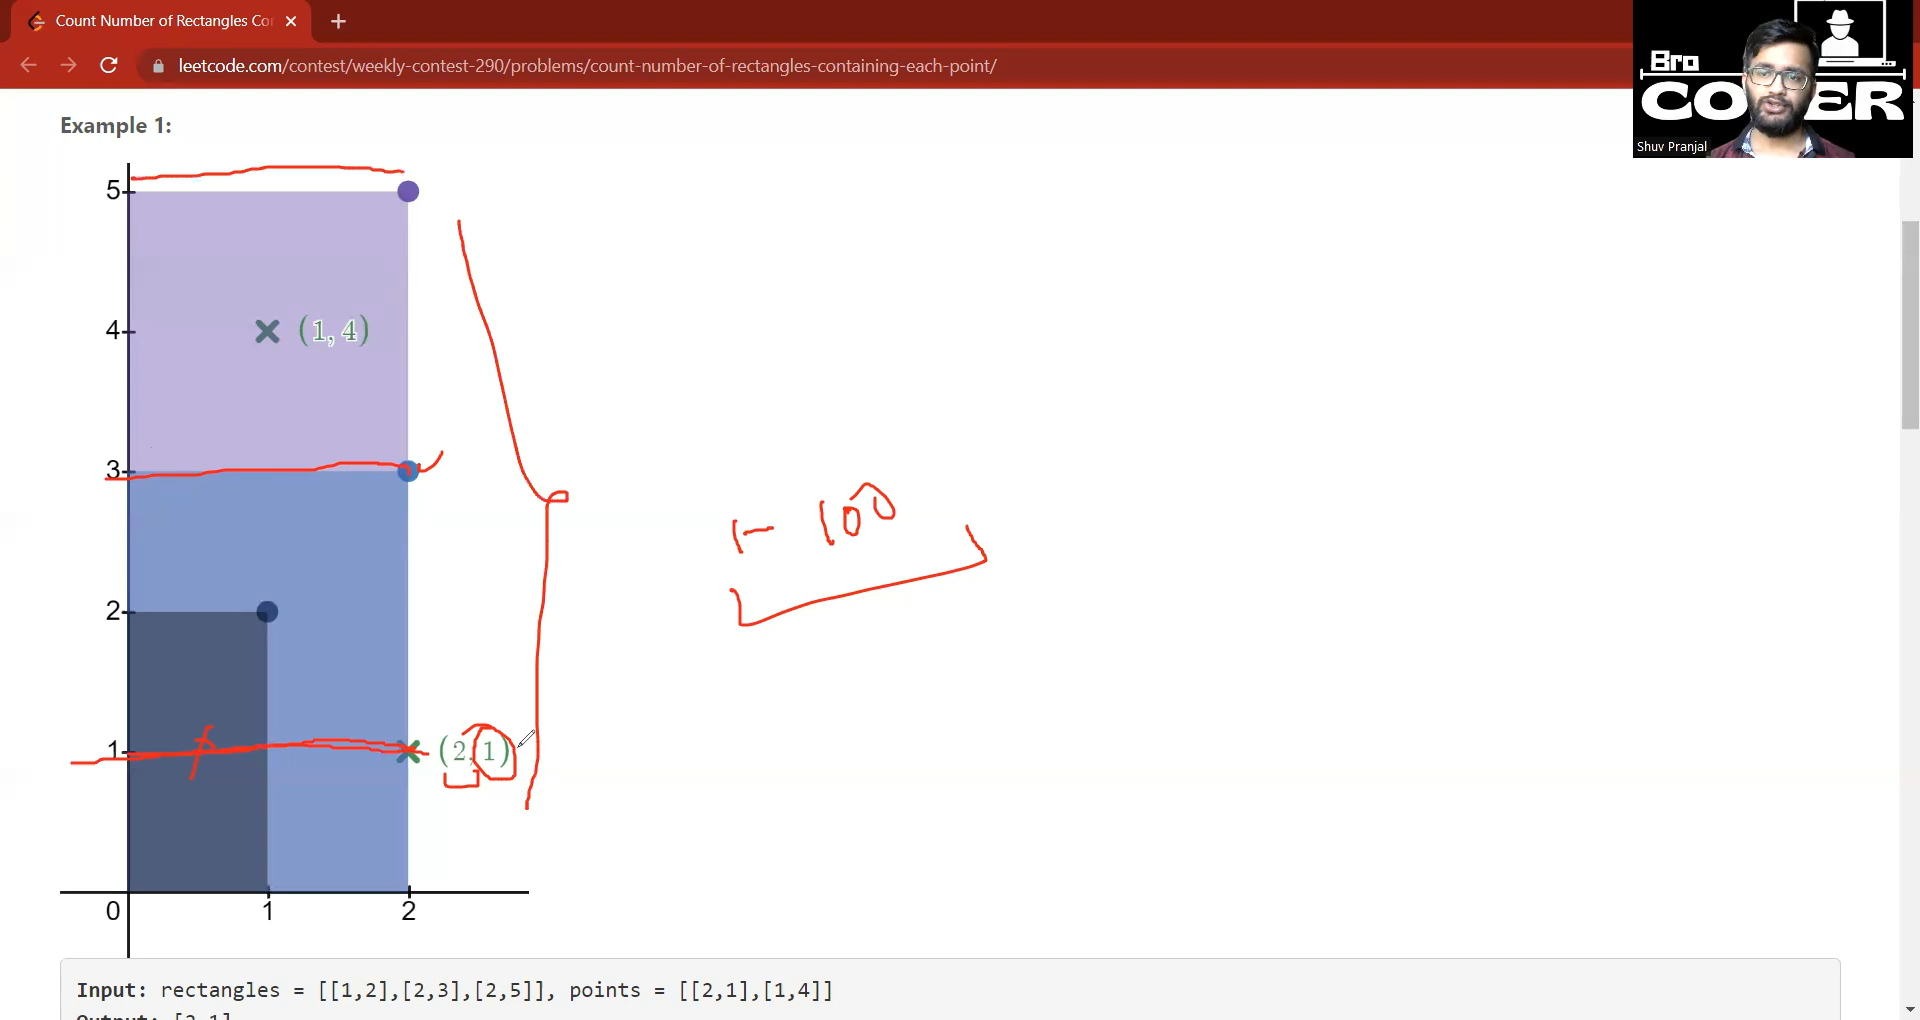 Count Number of Rectangles Co
leetcode.com/contest/weekly-contest-290/problems/count-number-of-rectangles-containing-each-point/
Bro
CODER
Shuv Pranjal
Example 1:
5
4
(1, 4)
3
1- 100
2
1
(2, 1)
0
1
2
Input: rectangles = [[1,2],[2,3],[2,5]], points = [[2,1],[1,4]]